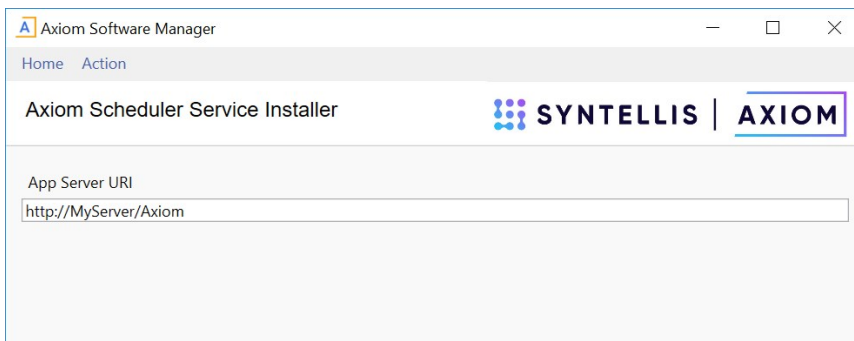 A Axiom Software Manager
Home Action
Axiom Scheduler Service Installer
SYNTELLIS | AXIOM
App Server URI
http://MyServer/Axiom